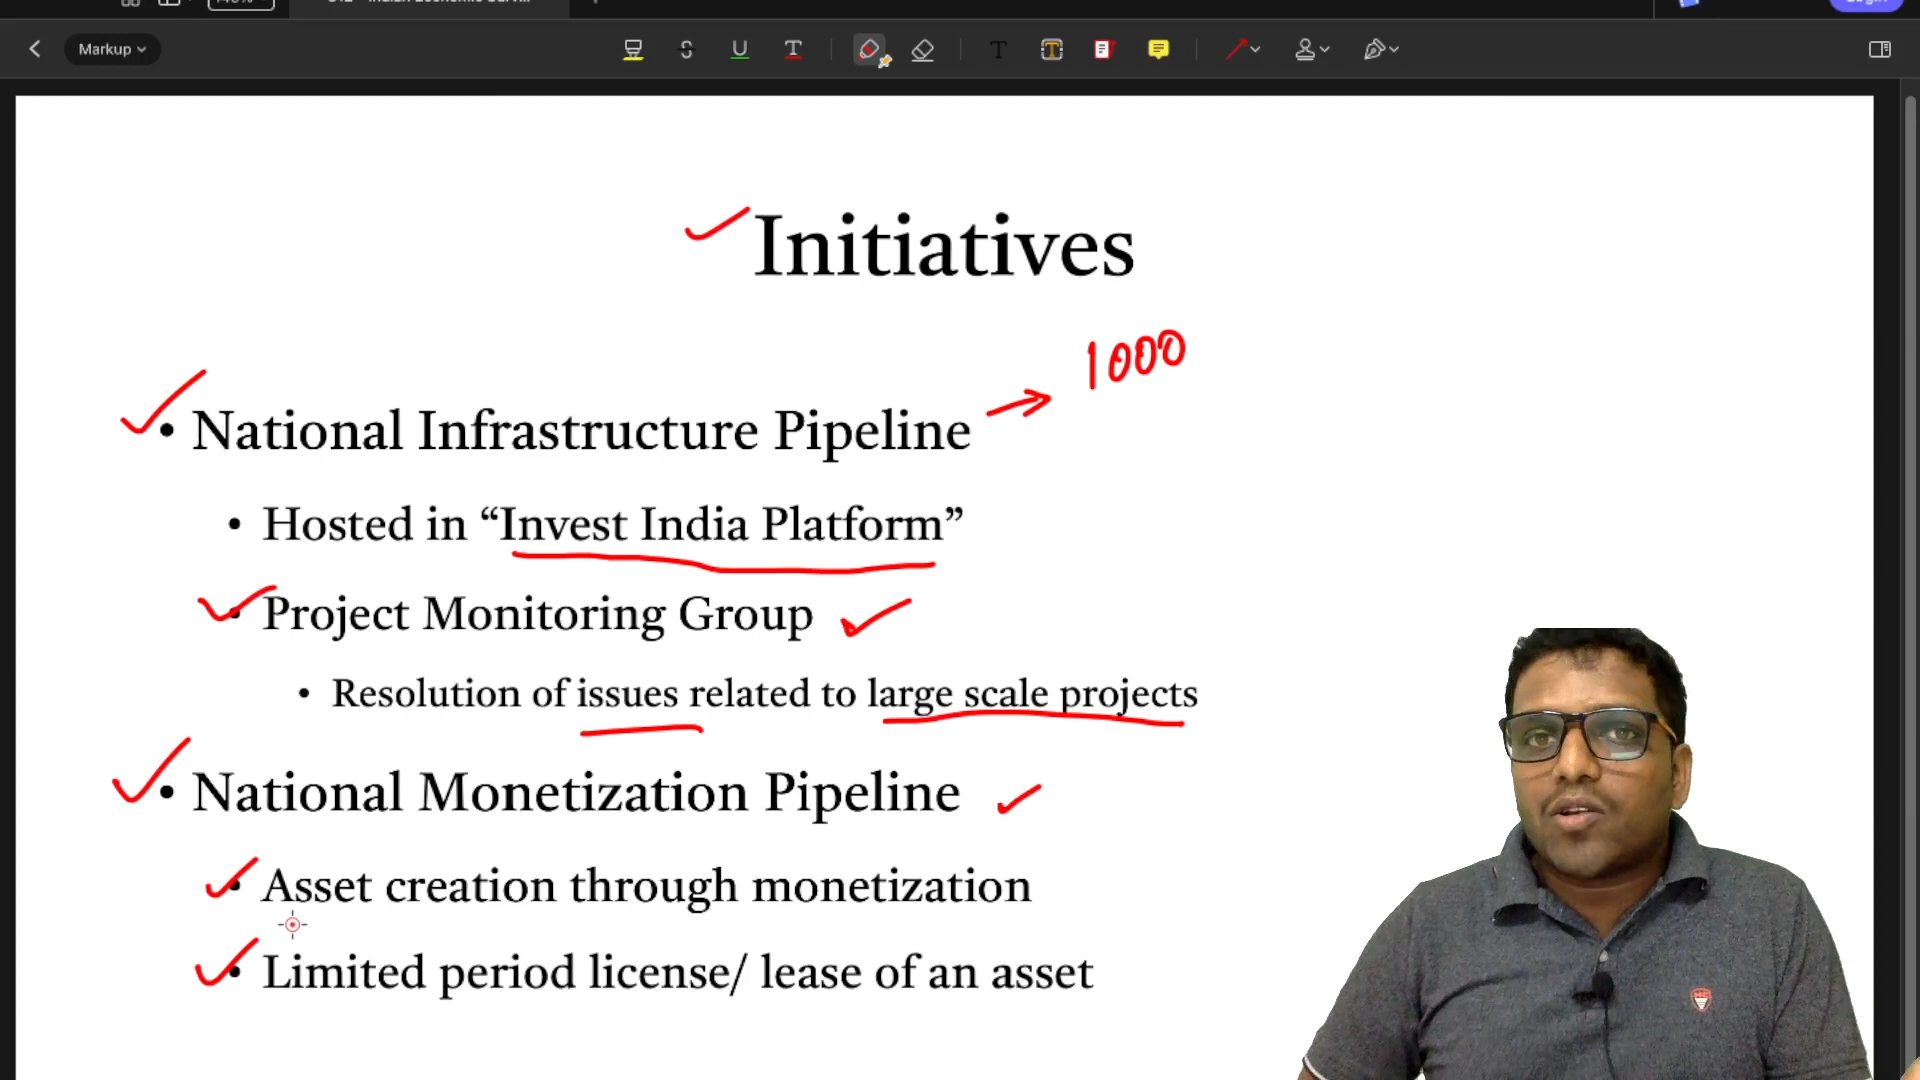 Markup
Initiatives
1000
• National Infrastructure Pipeline
• Hosted in “Invest India Platform”
• Project Monitoring Group
• Resolution of issues related to large scale projects
• National Monetization Pipeline
• Asset creation through monetization
• Limited period license/ lease of an asset